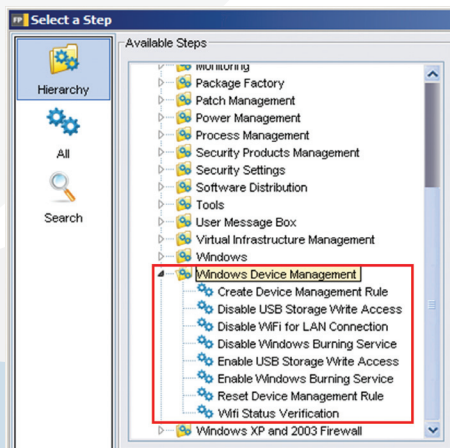 FP Select a Step
Hierarchy
All
Search
Available Steps
Monitoring
Package Factory
Patch Management
Power Management
Process Management
Security Products Management
Security Settings
Software Distribution
Tools
User Message Box
Virtual Infrastructure Management
Windows
Windows Device Management
Create Device Management Rule
Disable USB Storage Write Access
Disable WiFi for LAN Connection
Disable Windows Burning Service
Enable USB Storage Write Access
Enable Windows Burning Service
Reset Device Management Rule
Wifi Status Verification
Windows XP and 2003 Firewall